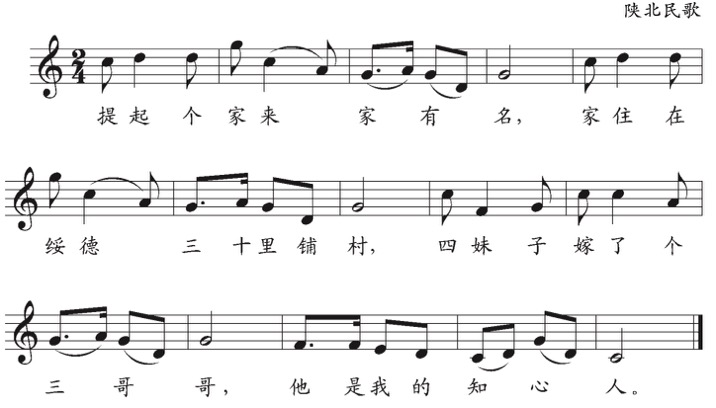 陕北民歌
2
4
提起个家来家有名，家住在
绥德三十里铺村，四妹子嫁了个
三哥哥，他是我的知心人。